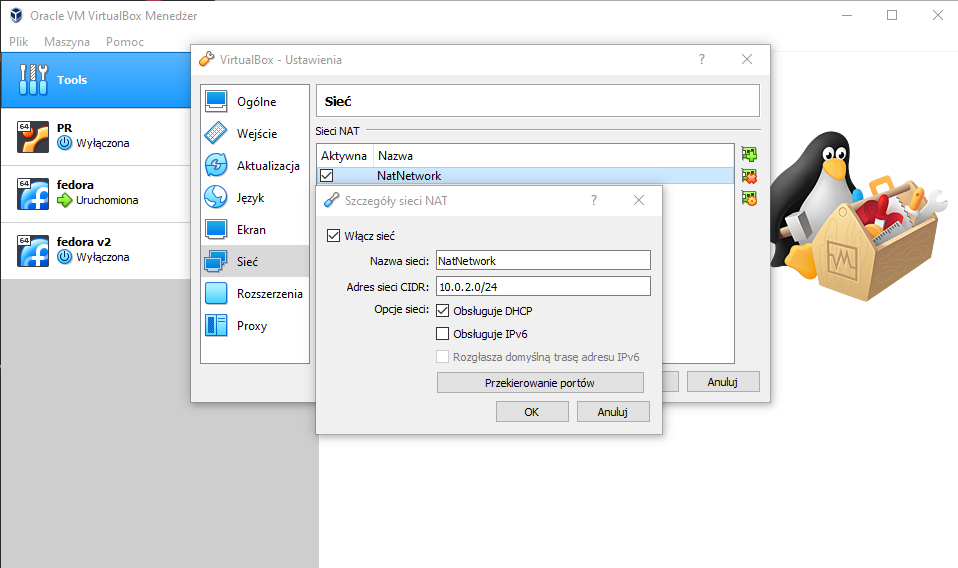 Oracle VM VirtualBox Menedżer
Plik Maszyna Pomoc
Tools
64
PR
Wyłączona
64
fedora
Uruchomiona
64
fedora v2
Wyłączona
VirtualBox - Ustawienia
?
Ogólne
Wejście
Aktualizacja
Język
Ekran
Sieć
Rozszerzenia
Proxy
Sieć
Sieci NAT
Aktywna Nazwa
NatNetwork
Anuluj
Szczegóły sieci NAT
?
Włącz sieć
Nazwa sieci: NatNetwork
Adres sieci CIDR: 10.0.2.0/24
Opcje sieci: Obsługuje DHCP
Obsługuje IPv6
Rozgłasza domyślną trasę adresu IPv6
Przekierowanie portów
OK Anuluj